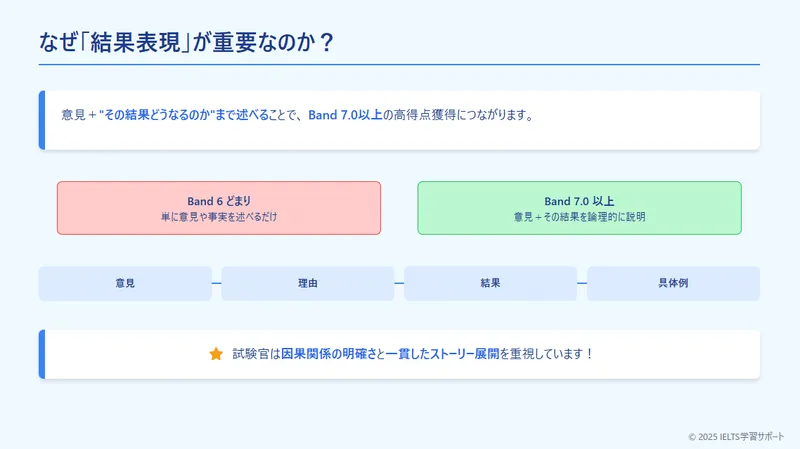 なぜ「結果表現」が重要なのか？
意見＋"その結果どうなるのか"まで述べることで、Band 7.0以上の高得点獲得につながります。
Band 6 どまり
単に意見や事実を述べるだけ
Band 7.0 以上
意見＋その結果を論理的に説明
意見
理由
結果
具体例
試験官は因果関係の明確さと一貫したストーリー展開を重視しています！
© 2025 IELTS学習サポート